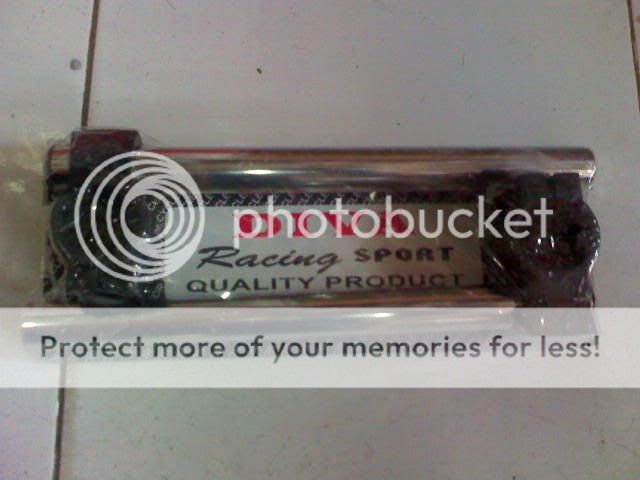 photobucket
Racing SPORT
QUALITY PRODUCT
Protect more of your memories for less!